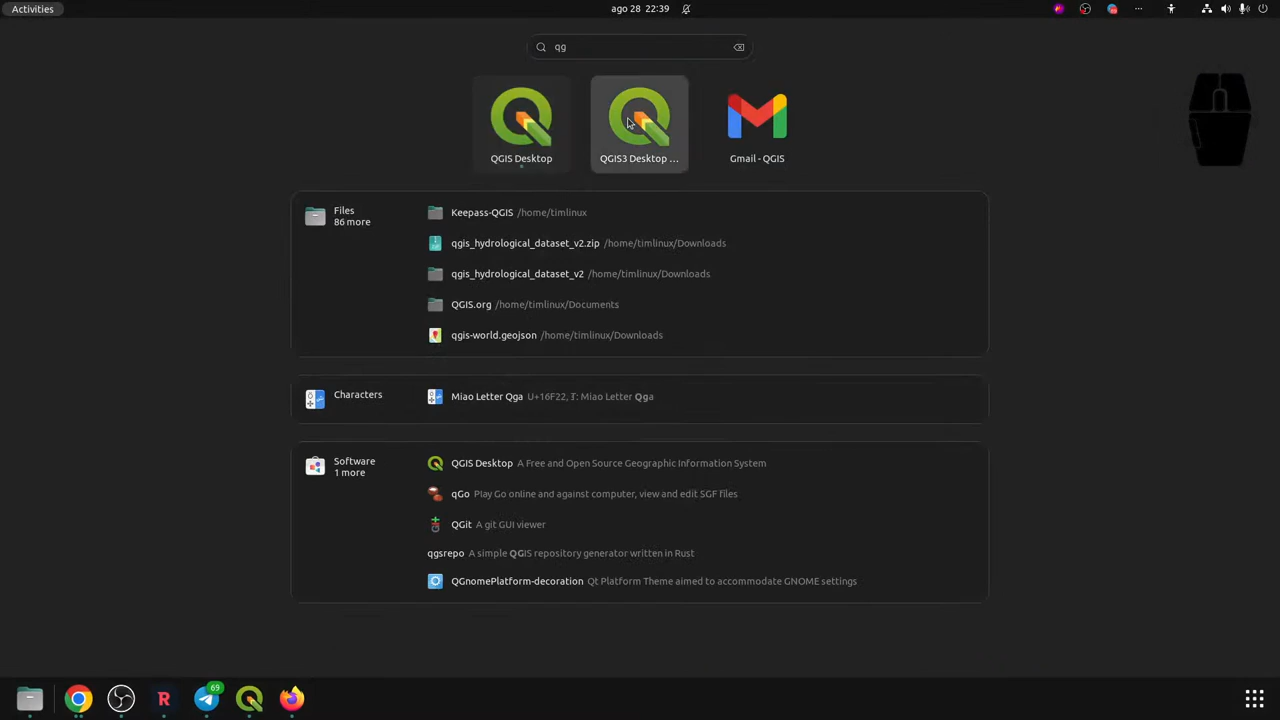 Activities
ago 28 22:39
qg
QGIS Desktop
QGIS3 Desktop ...
Gmail - QGIS
Files
86 more
Keepass-QGIS /home/timlinux
qgis_hydrological_dataset_v2.zip /home/timlinux/Downloads
qgis_hydrological_dataset_v2 /home/timlinux/Downloads
QGIS.org /home/timlinux/Documents
qgis-world.geojson /home/timlinux/Downloads
Characters
Miao Letter Qga U+16F22, : Miao Letter Qga
Software
1 more
QGIS Desktop A Free and Open Source Geographic Information System
qGo Play Go online and against computer, view and edit SGF files
QGit A git GUI viewer
qgsrepo A simple QGIS repository generator written in Rust
QGnomePlatform-decoration Qt Platform Theme aimed to accommodate GNOME settings
R
69